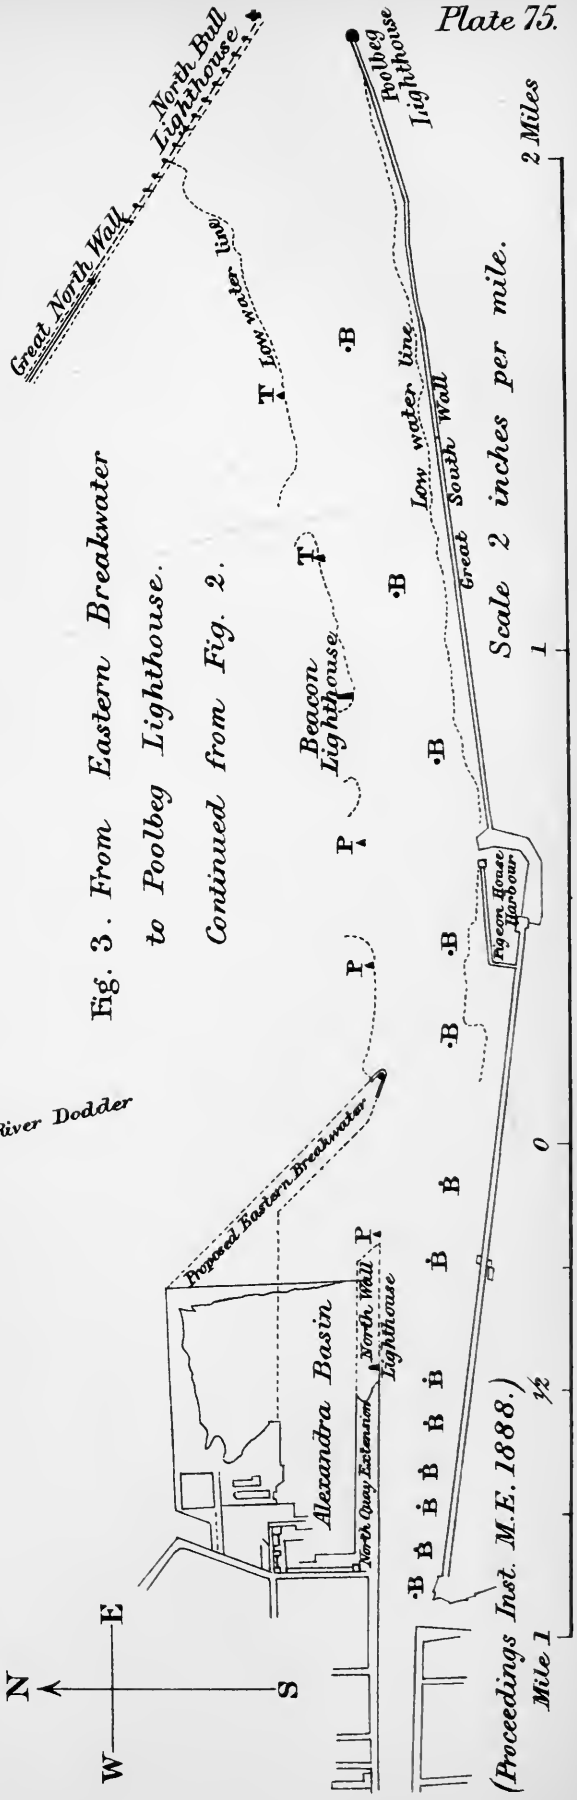 Plate 75.
River Dodder
Fig. 3. From Eastern Breakwater
to Poolbeg Lighthouse.
Continued from Fig. 2.
Great North Wall
North Bull
Lighthouse
Low water line
T
T
Beacon
Lighthouse
P
P
Proposed Eastern Breakwater
N
W
E
S
Alexandra Basin
North Quay Extension
North Wall
Lighthouse
P
B
B
B
B
B
B
B
B
B
B
B
B
B
Pigeon House
Harbour
Low water line
Great South Wall
Poolbeg
Lighthouse
(Proceedings Inst. M.E. 1888.)
Scale 2 inches per mile.
Mile 1
½
0
1
2 Miles